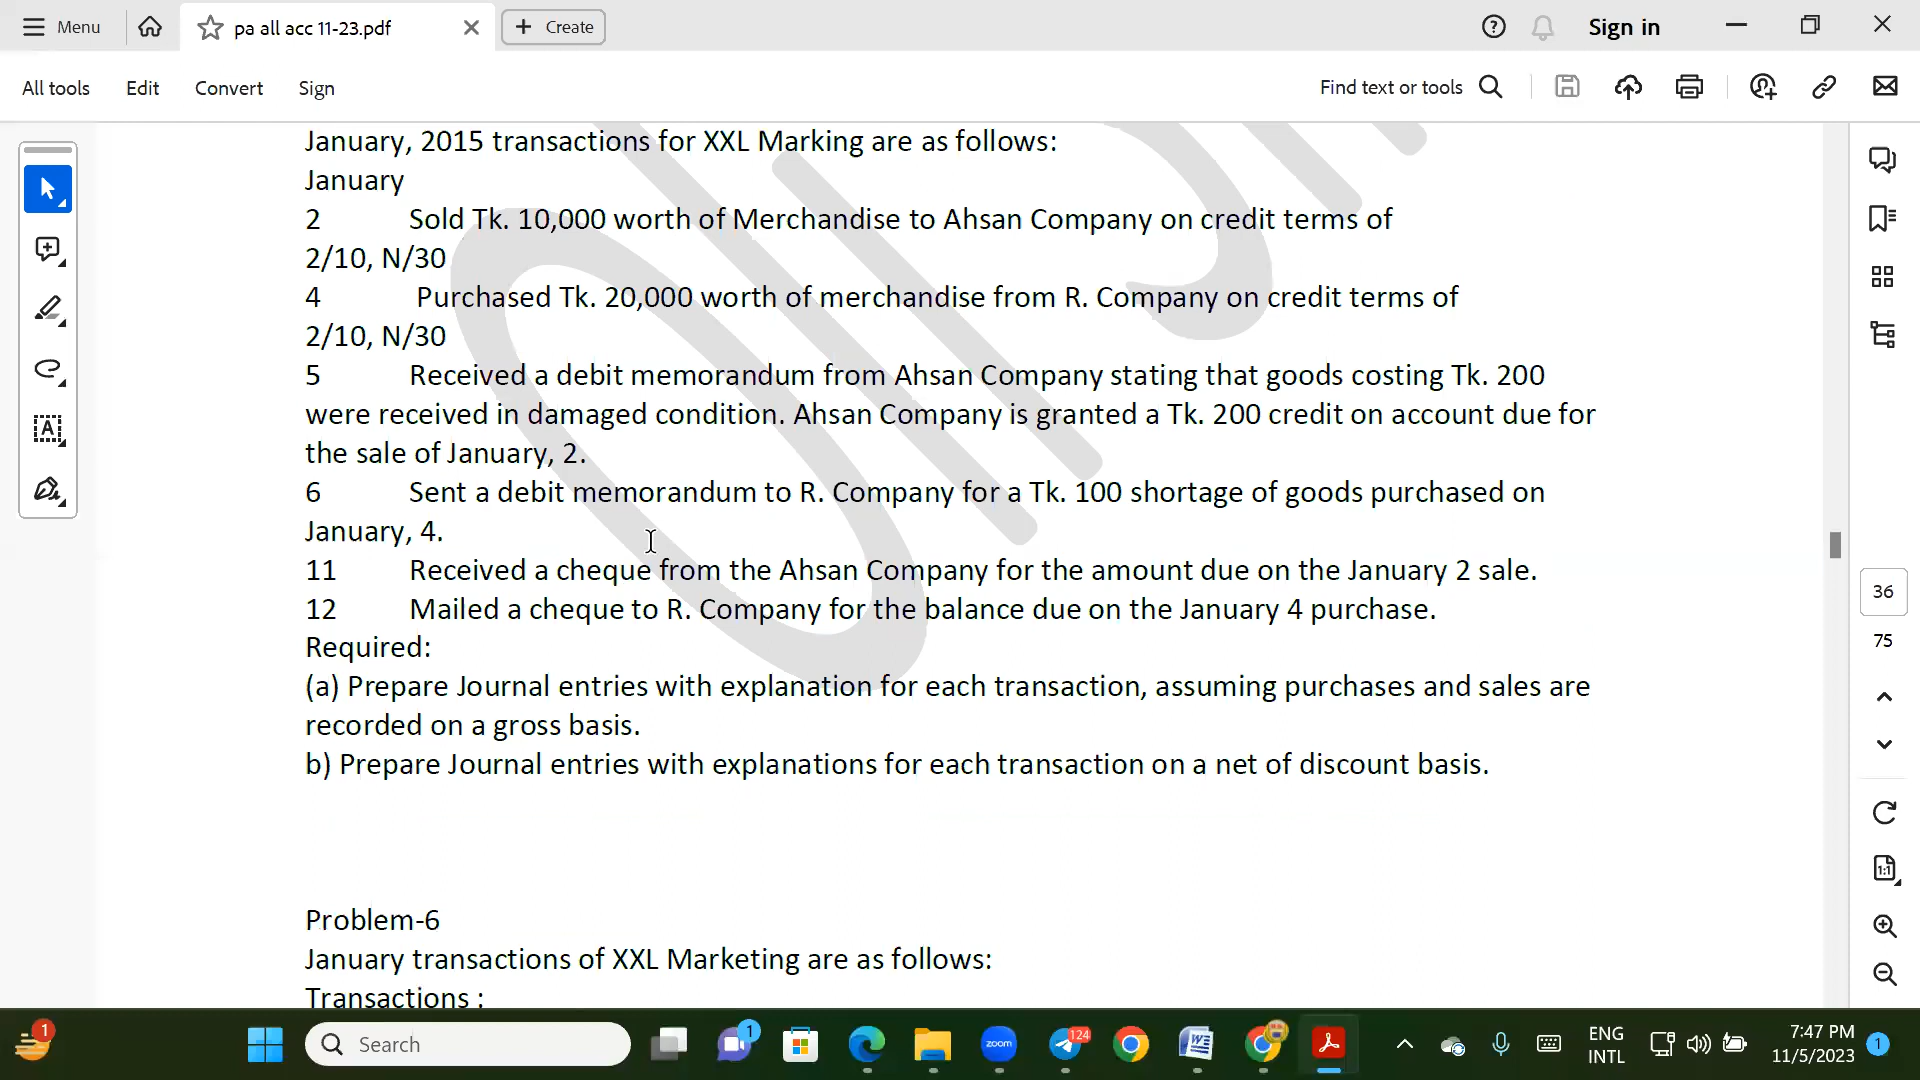 Menu
pa all acc 11-23.pdf
Create
Sign in
All tools
Edit
Convert
Sign
Find text or tools
January, 2015 transactions for XXL Marking are as follows:
January
2 Sold Tk. 10,000 worth of Merchandise to Ahsan Company on credit terms of
2/10, N/30
4 Purchased Tk. 20,000 worth of merchandise from R. Company on credit terms of
2/10, N/30
5 Received a debit memorandum from Ahsan Company stating that goods costing Tk. 200
were received in damaged condition. Ahsan Company is granted a Tk. 200 credit on account due for
the sale of January, 2.
6 Sent a debit memorandum to R. Company for a Tk. 100 shortage of goods purchased on
January, 4.
11 Received a cheque from the Ahsan Company for the amount due on the January 2 sale.
12 Mailed a cheque to R. Company for the balance due on the January 4 purchase.
Required:
(a) Prepare Journal entries with explanation for each transaction, assuming purchases and sales are
recorded on a gross basis.
b) Prepare Journal entries with explanations for each transaction on a net of discount basis.
Problem-6
January transactions of XXL Marketing are as follows:
Transactions :
36
75
1:1
1
Search
1
zoom
124
ENG
INTL
7:47 PM
11/5/2023
1